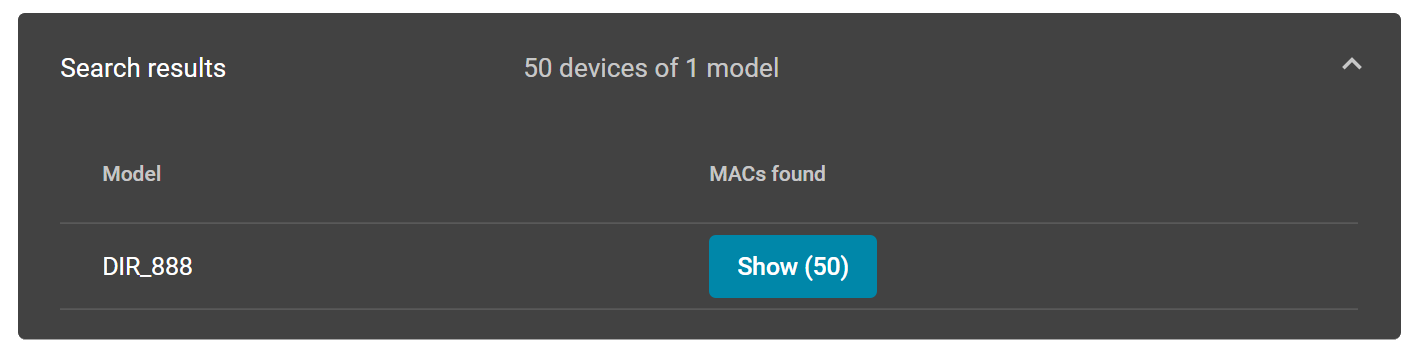 Search results 50 devices of 1 model
Model MACs found
DIR_888 Show (50)